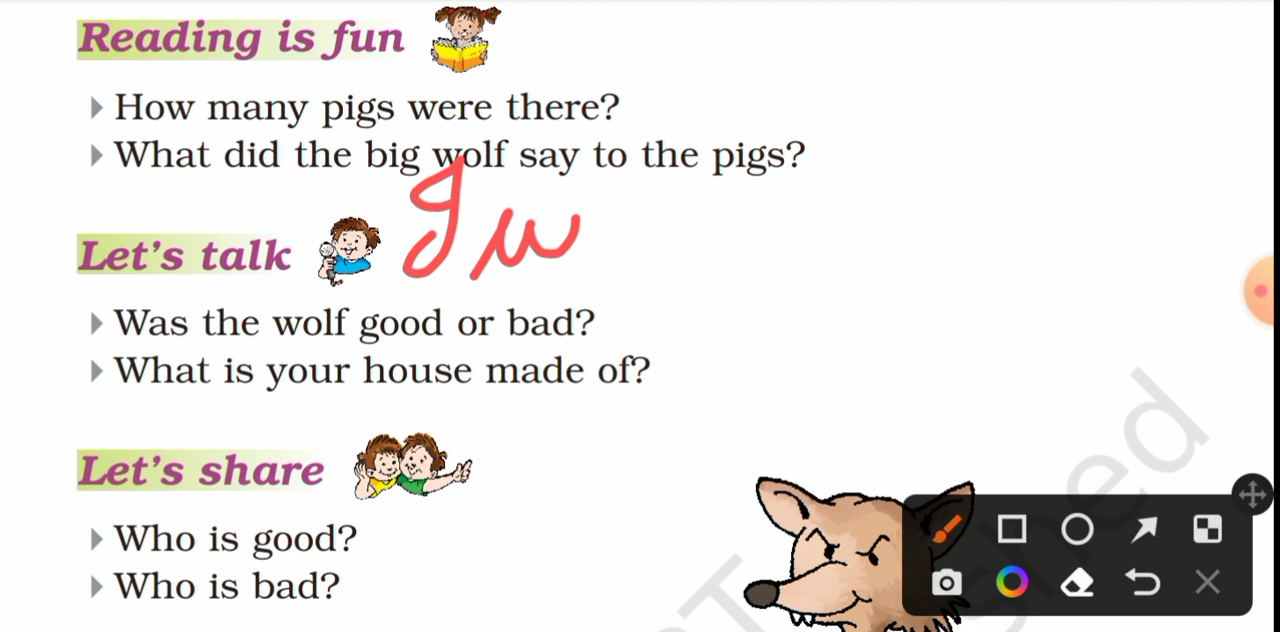 Reading is fun
How many pigs were there?
What did the big wolf say to the pigs?
I w
Let's talk
Was the wolf good or bad?
What is your house made of?
Let's share
Who is good?
Who is bad?